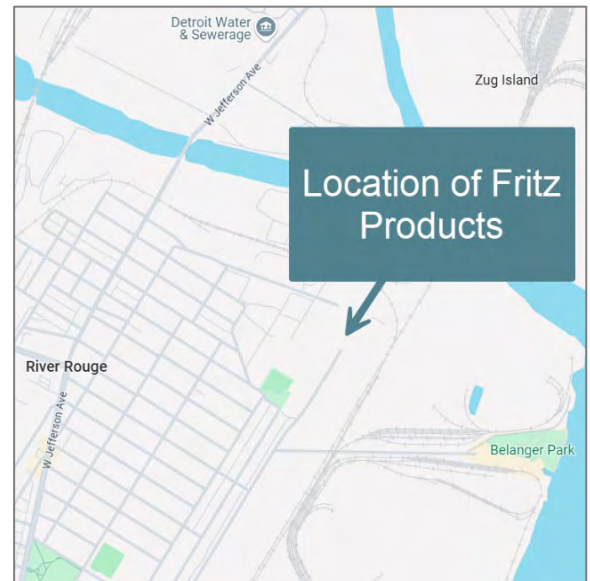 Detroit Water
& Sewerage
W Jefferson Ave
Zug Island
Location of Fritz
Products
River Rouge
W Jefferson Ave
Belanger Park